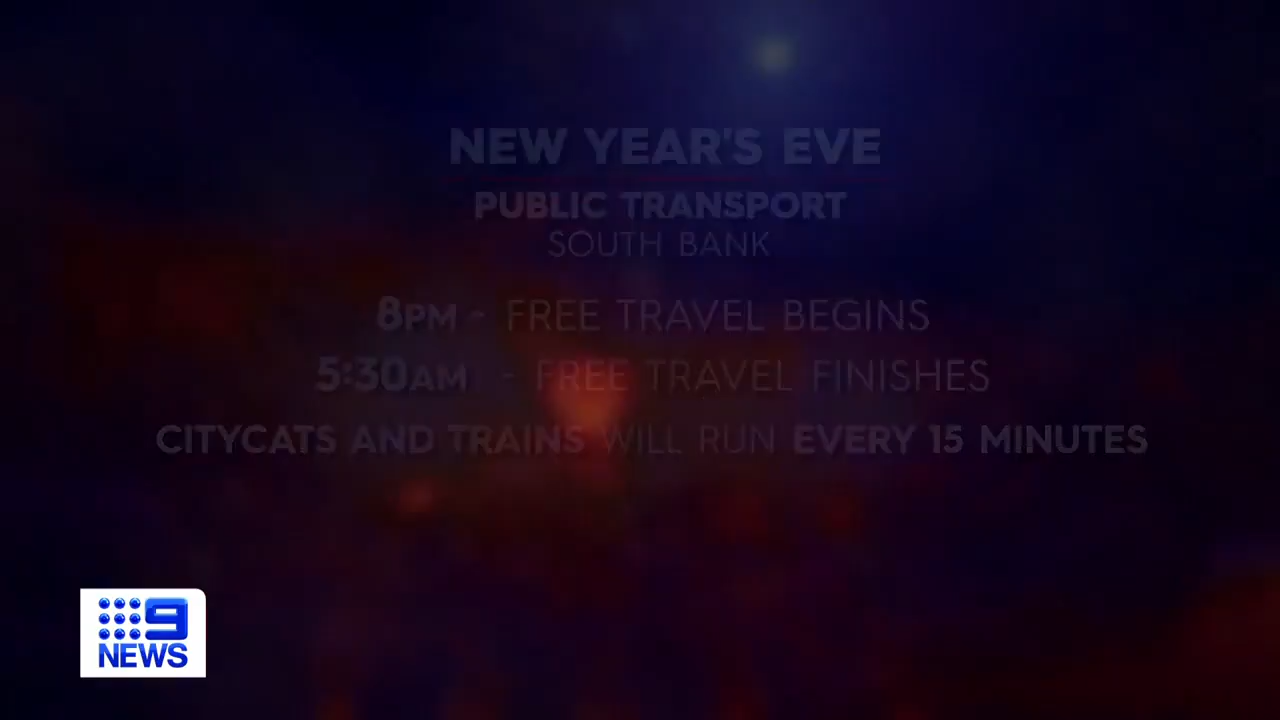 NEW YEAR'S EVE
PUBLIC TRANSPORT
SOUTH BANK
8PM - FREE TRAVEL BEGINS
5:30AM - FREE TRAVEL FINISHES
CITYCATS AND TRAINS WILL RUN EVERY 15 MINUTES
9
NEWS